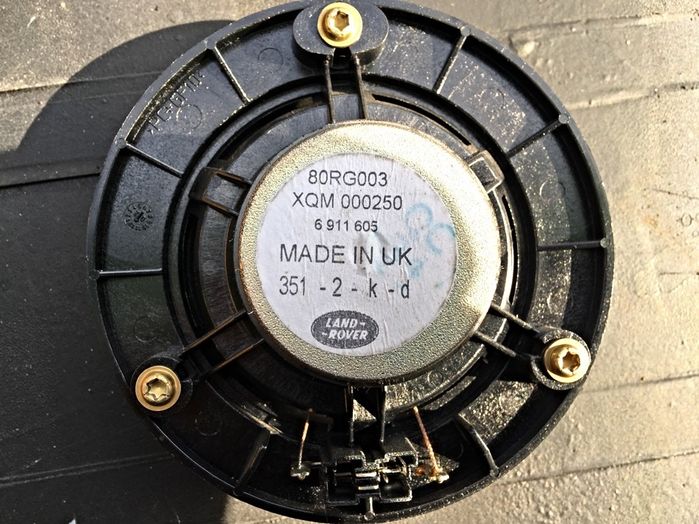 80RG003
XQM 000250
6 911 605
MADE IN UK
351 - 2 - k - d
LAND-
-ROVER